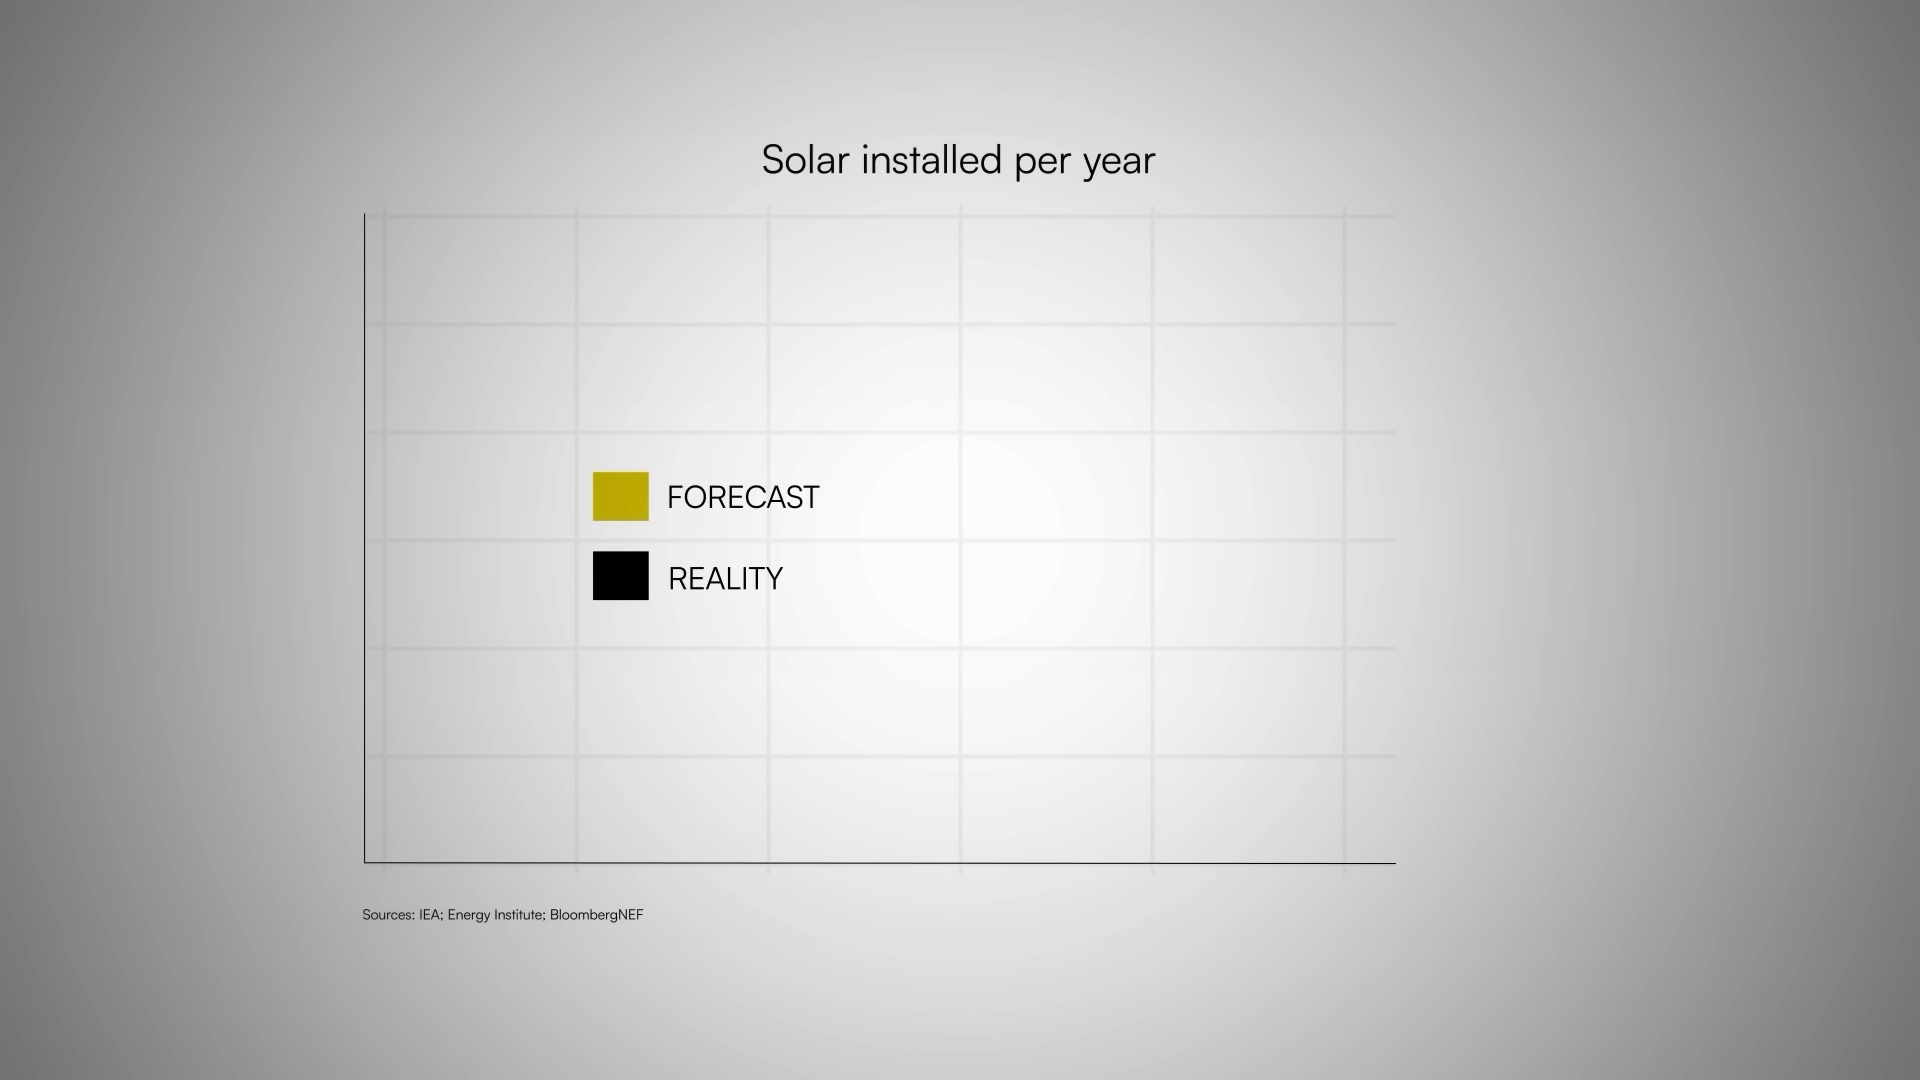 Solar installed per year
FORECAST
REALITY
Sources: IEA; Energy Institute; BloombergNEF